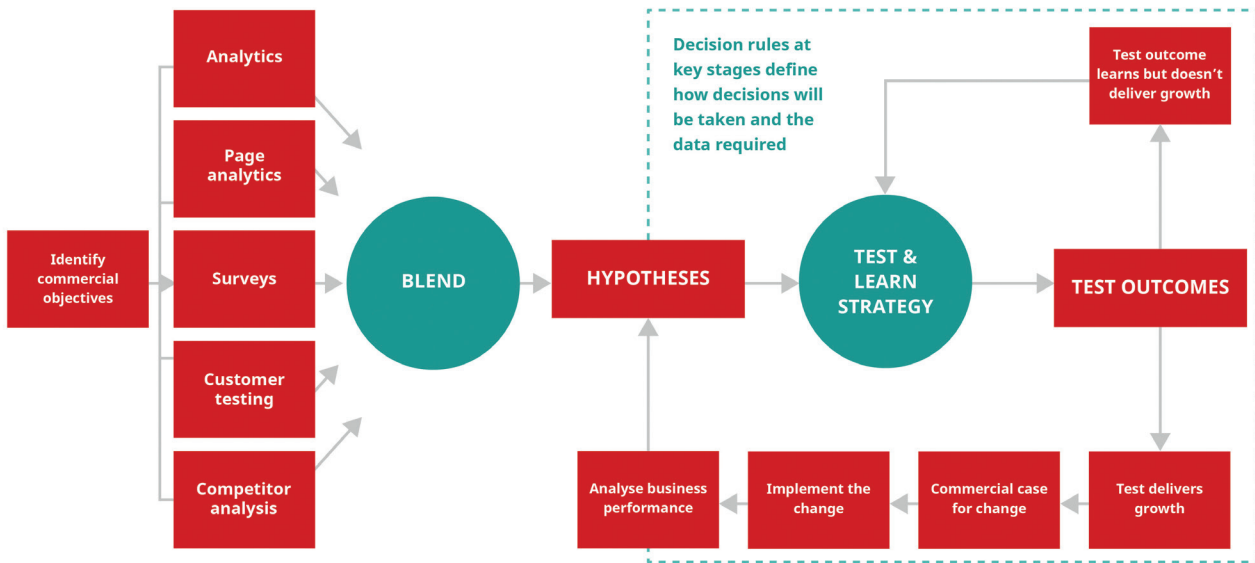 Identify
commercial
objectives
Analytics
Page
analytics
Surveys
Customer
testing
Competitor
analysis
BLEND
HYPOTHESES
Decision rules at
key stages define
how decisions will
be taken and the
data required
TEST &
LEARN
STRATEGY
TEST OUTCOMES
Test outcome
learns but doesn’t
deliver growth
Test delivers
growth
Commercial case
for change
Implement the
change
Analyse business
performance